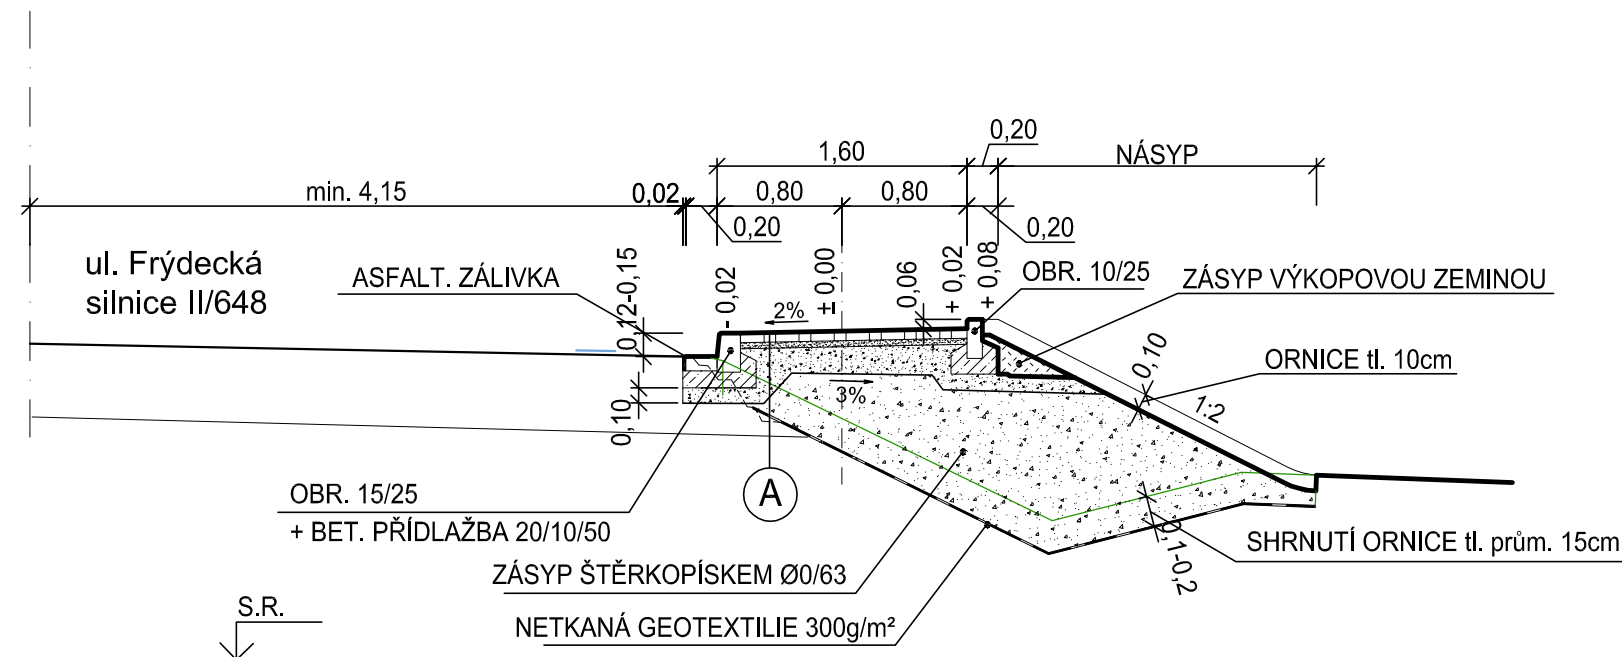 0,20
1,60
NÁSYP
min. 4,15
0,02
0,80
0,80
0,20
0,20
ul. Frýdecká
silnice II/648
ASFALT. ZÁLIVKA
0,12-0,15
- 0,02
2%
± 0,00
0,06
+ 0,02
+ 0,08
OBR. 10/25
ZÁSYP VÝKOPOVOU ZEMINOU
0,10
ORNICE tl. 10cm
1:2
3%
0,10
A
OBR. 15/25
+ BET. PŘÍDLAŽBA 20/10/50
0,1-0,2
SHRNUTÍ ORNICE tl. prům. 15cm
ZÁSYP ŠTĚRKOPÍSKEM Ø0/63
NETKANÁ GEOTEXTILIE 300g/m²
S.R.